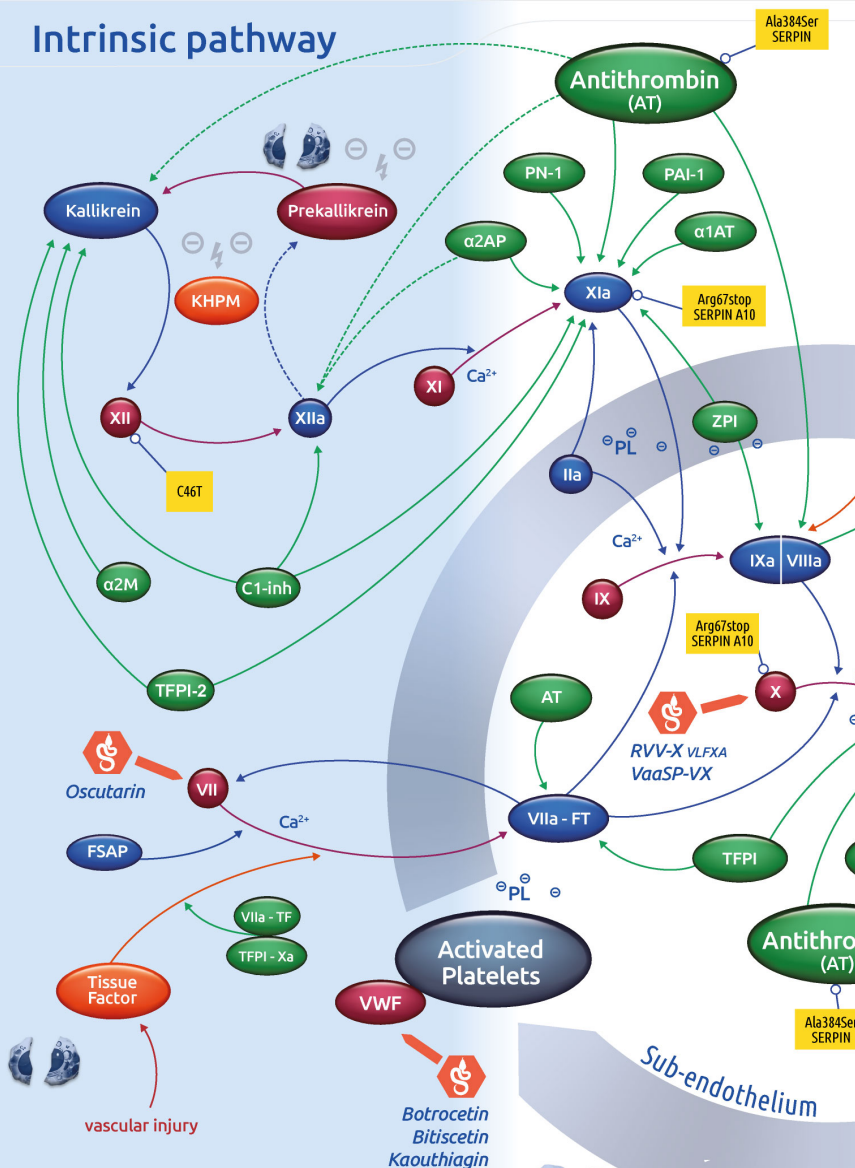 Intrinsic pathway
Ala384Ser
SERPIN
Antithrombin
(AT)
PN-1
PAI-1
Kallikrein
Prekallikrein
α2AP
α1AT
KHPM
XIa
Arg67stop
SERPIN A10
XI
Ca²⁺
XII
XIIa
ZPI
⊖PL ⊖
IIa
C46T
Ca²⁺
IXa
VIIIa
α2M
C1-inh
IX
Arg67stop
SERPIN A10
TFPI-2
AT
X
RVV-X VLFXA
VaaSP-VX
Oscutarin
VII
Ca²⁺
VIIa - FT
FSAP
TFPI
⊖PL ⊖
VIIa - TF
TFPI - Xa
Activated
Platelets
Antithro
(AT)
Tissue
Factor
VWF
Ala384Ser
SERPIN
Sub-endothelium
vascular injury
Botrocetin
Bitiscetin
Kaouthiagin